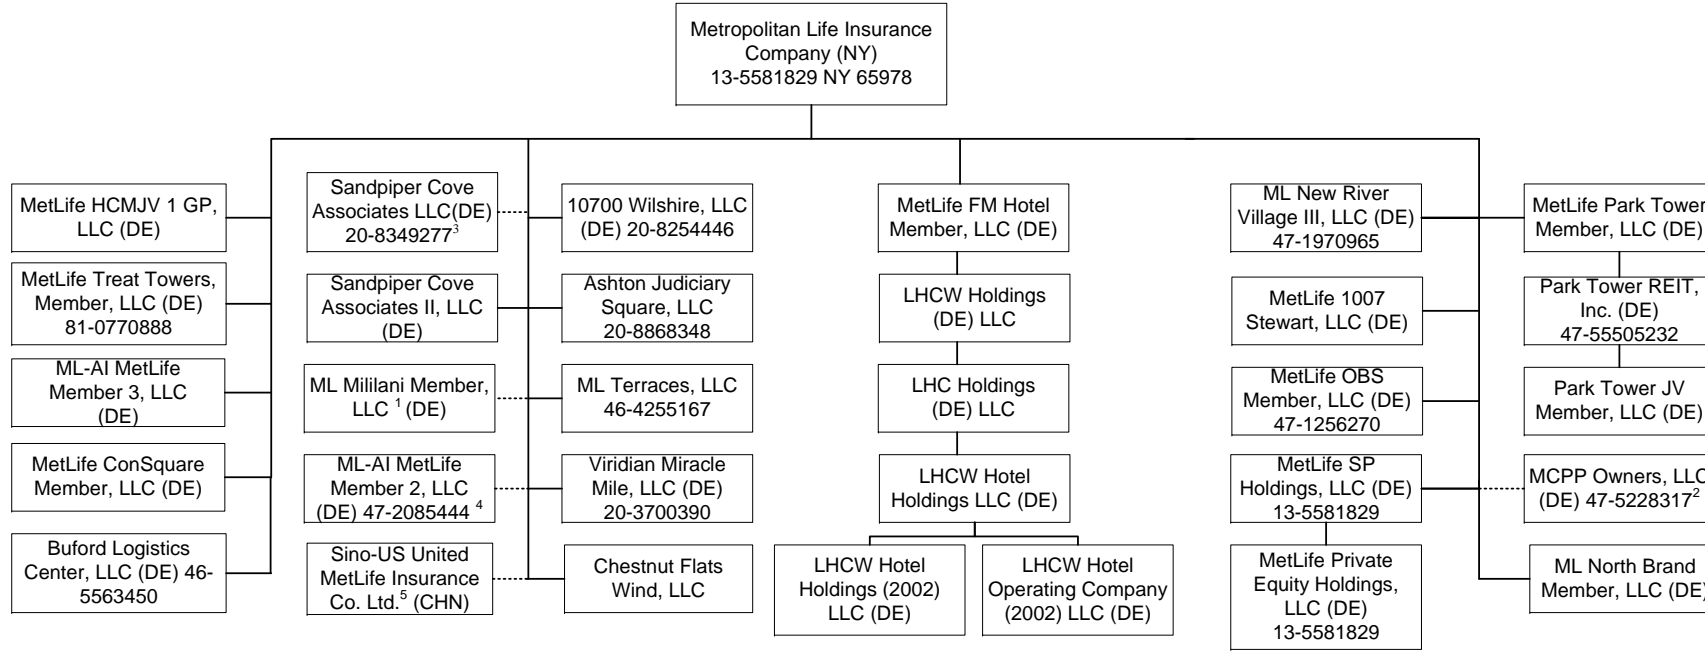 Metropolitan Life Insurance
Company (NY)
13-5581829 NY 65978
MetLife HCMJV 1 GP,
LLC (DE)
MetLife Treat Towers,
Member, LLC (DE)
81-0770888
ML-AI MetLife
Member 3, LLC
(DE)
MetLife ConSquare
Member, LLC (DE)
Buford Logistics
Center, LLC (DE) 46-
5563450
Sandpiper Cove
Associates LLC(DE)
20-8349277³
Sandpiper Cove
Associates II, LLC
(DE)
ML Mililani Member,
LLC ¹ (DE)
ML-AI MetLife
Member 2, LLC
(DE) 47-2085444 ⁴
Sino-US United
MetLife Insurance
Co. Ltd.⁵ (CHN)
10700 Wilshire, LLC
(DE) 20-8254446
Ashton Judiciary
Square, LLC
20-8868348
ML Terraces, LLC
46-4255167
Viridian Miracle
Mile, LLC (DE)
20-3700390
Chestnut Flats
Wind, LLC
MetLife FM Hotel
Member, LLC (DE)
LHCW Holdings
(DE) LLC
LHC Holdings
(DE) LLC
LHCW Hotel
Holdings LLC (DE)
LHCW Hotel
Holdings (2002)
LLC (DE)
LHCW Hotel
Operating Company
(2002) LLC (DE)
ML New River
Village III, LLC (DE)
47-1970965
MetLife 1007
Stewart, LLC (DE)
MetLife OBS
Member, LLC (DE)
47-1256270
MetLife SP
Holdings, LLC (DE)
13-5581829
MetLife Private
Equity Holdings,
LLC (DE)
13-5581829
MetLife Park Tower
Member, LLC (DE)
Park Tower REIT,
Inc. (DE)
47-55505232
Park Tower JV
Member, LLC (DE)
MCPP Owners, LLC
(DE) 47-5228317²
ML North Brand
Member, LLC (DE)